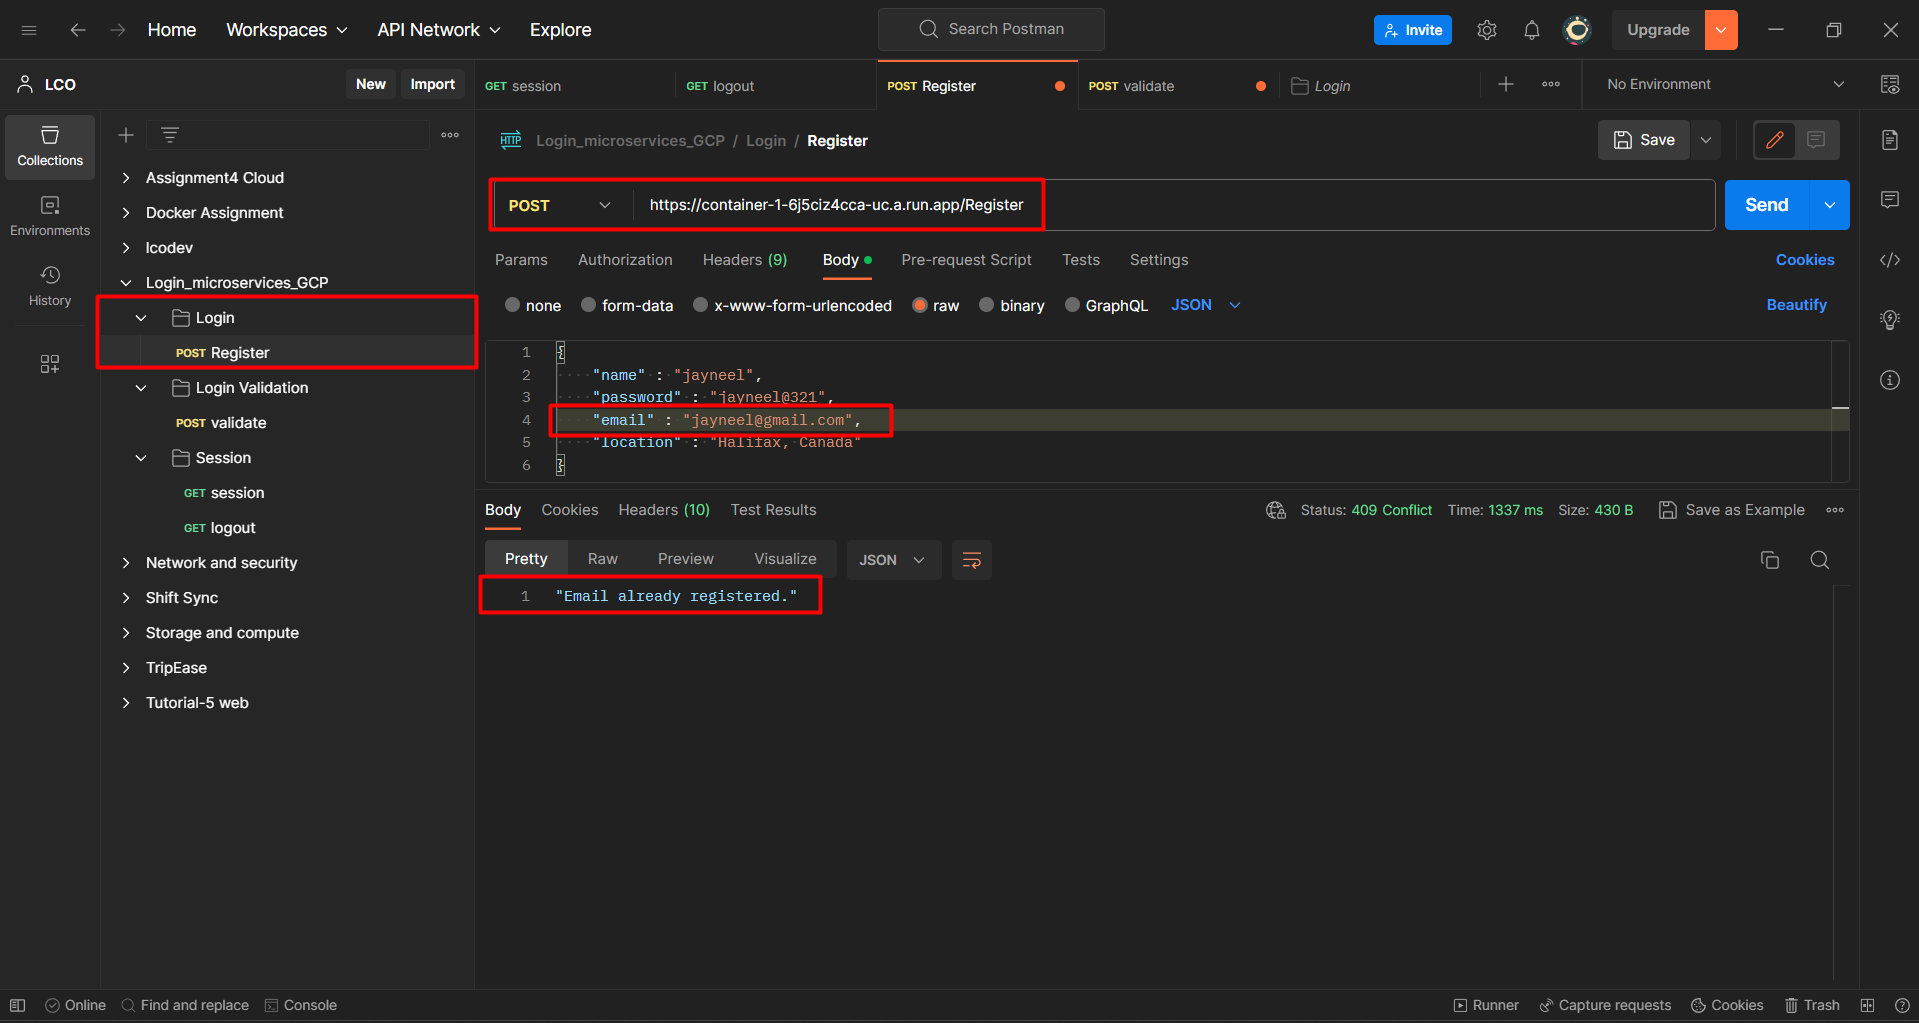 Home Workspaces API Network Explore Search Postman Invite Upgrade
LCO New Import
GET session GET logout POST Register POST validate Login No Environment
Collections
Environments
History
Assignment4 Cloud
Docker Assignment
lcodev
Login_microservices_GCP
Login
POST Register
Login Validation
POST validate
Session
GET session
GET logout
Network and security
Shift Sync
Storage and compute
TripEase
Tutorial-5 web
HTTP Login_microservices_GCP / Login / Register Save
POST https://container-1-6j5ciz4cca-uc.a.run.app/Register Send
Params Authorization Headers (9) Body Pre-request Script Tests Settings Cookies
none form-data x-www-form-urlencoded raw binary GraphQL JSON Beautify
1 {
2 "name" : "jayneel",
3 "password" : "jayneel@321",
4 "email" : "jayneel@gmail.com",
5 "location" : "Halifax, Canada"
6 }
Body Cookies Headers (10) Test Results Status: 409 Conflict Time: 1337 ms Size: 430 B Save as Example
Pretty Raw Preview Visualize JSON
1 "Email already registered."
Online Find and replace Console Runner Capture requests Cookies Trash